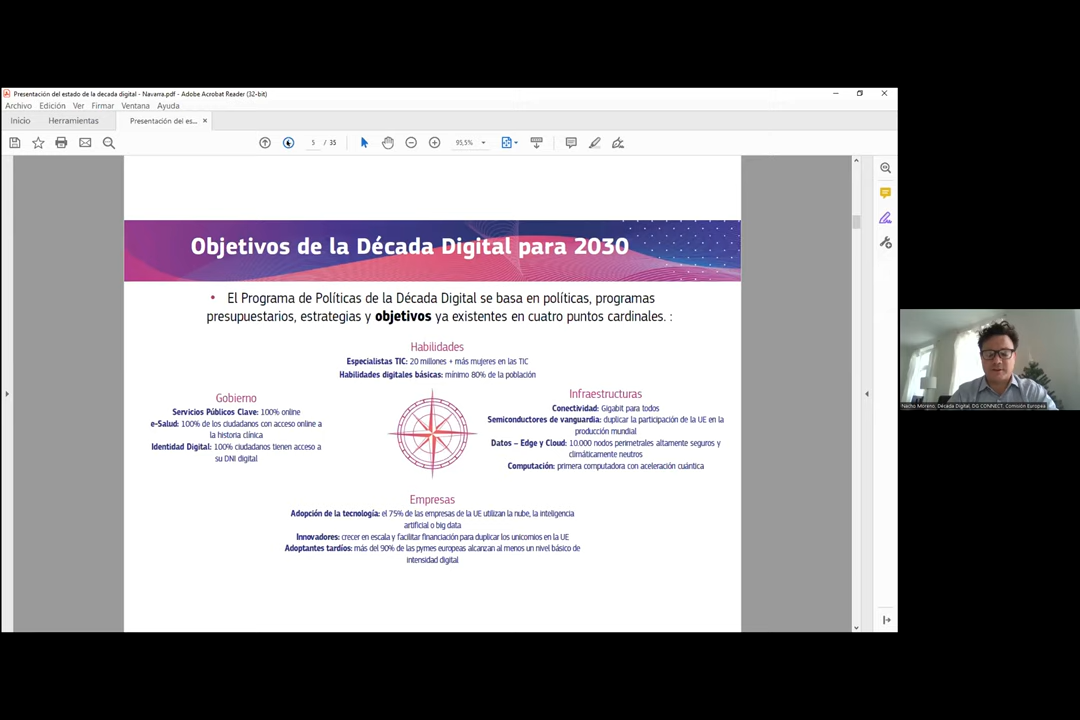 Presentación del estado de la decada digital - Navarra.pdf - Adobe Acrobat Reader (32-bit)
Archivo Edición Ver Firmar Ventana Ayuda
Inicio Herramientas Presentación del es... ×
5 / 35 95,5%
Objetivos de la Década Digital para 2030
• El Programa de Políticas de la Década Digital se basa en políticas, programas
presupuestarios, estrategias y objetivos ya existentes en cuatro puntos cardinales. :
Habilidades
Especialistas TIC: 20 millones + más mujeres en las TIC
Habilidades digitales básicas: mínimo 80% de la población
Gobierno
Servicios Públicos Clave: 100% online
e-Salud: 100% de los ciudadanos con acceso online a
la historia clínica
Identidad Digital: 100% ciudadanos tienen acceso a
su DNI digital
Infraestructuras
Conectividad: Gigabit para todos
Semiconductores de vanguardia: duplicar la participación de la UE en la
producción mundial
Datos – Edge y Cloud: 10.000 nodos perimetrales altamente seguros y
climáticamente neutros
Computación: primera computadora con aceleración cuántica
Empresas
Adopción de la tecnología: el 75% de las empresas de la UE utilizan la nube, la inteligencia
artificial o big data
Innovadores: crecer en escala y facilitar financiación para duplicar los unicornios en la UE
Adoptantes tardíos: más del 90% de las pymes europeas alcanzan al menos un nivel básico de
intensidad digital
Nacho Moreno, Década Digital, DG CONNECT, Comisión Europea